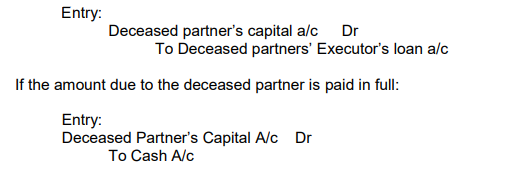 Entry:
Deceased partner's capital a/c Dr
To Deceased partners' Executor's loan a/c
If the amount due to the deceased partner is paid in full:
Entry:
Deceased Partner's Capital A/c Dr
To Cash A/c